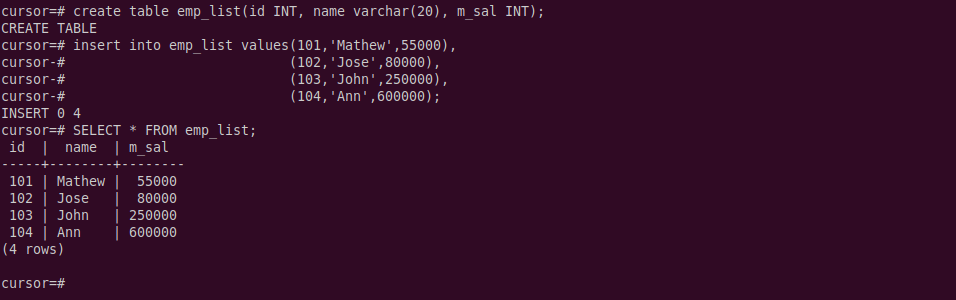 cursor=# create table emp_list(id INT, name varchar(20), m_sal INT);
CREATE TABLE
cursor=# insert into emp_list values(101,'Mathew',55000),
cursor-#                            (102,'Jose',80000),
cursor-#                            (103,'John',250000),
cursor-#                            (104,'Ann',600000);
INSERT 0 4
cursor=# SELECT * FROM emp_list;
 id  |  name  | m_sal
-----+--------+--------
 101 | Mathew |  55000
 102 | Jose   |  80000
 103 | John   | 250000
 104 | Ann    | 600000
(4 rows)

cursor=#